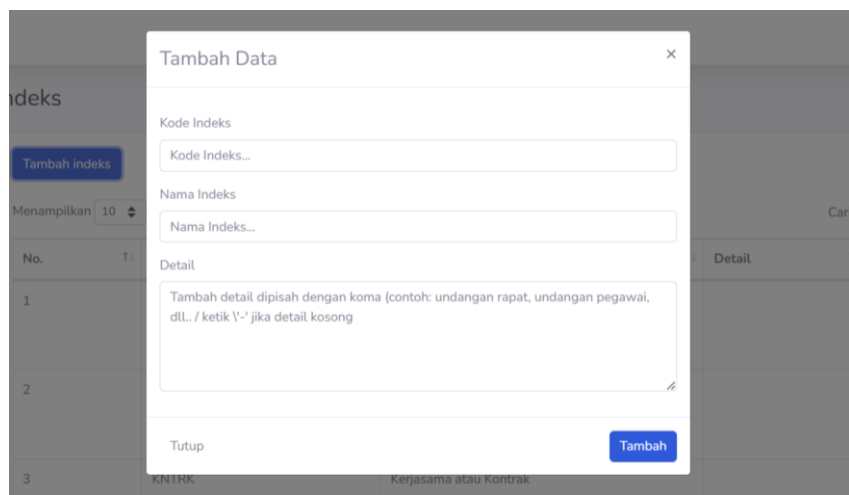 Tambah Data
×
ndeks
Kode Indeks
Kode Indeks...
Tambah indeks
Nama Indeks
Menampilkan 10
Nama Indeks...
Car
No.
Detail
Detail
1
Tambah detail dipisah dengan koma (contoh: undangan rapat, undangan pegawai,
dll.. / ketik \'-' jika detail kosong
2
Tutup
Tambah
3 KNTRK Kerjasama atau Kontrak